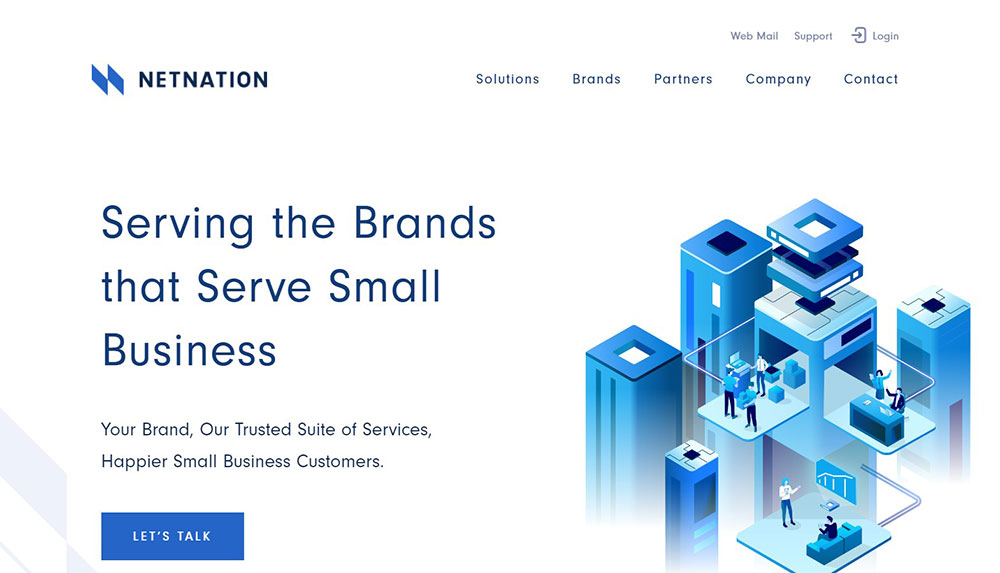 Web Mail Support Login
NETNATION
Solutions Brands Partners Company Contact
Serving the Brands
that Serve Small
Business
Your Brand, Our Trusted Suite of Services,
Happier Small Business Customers.
LET'S TALK